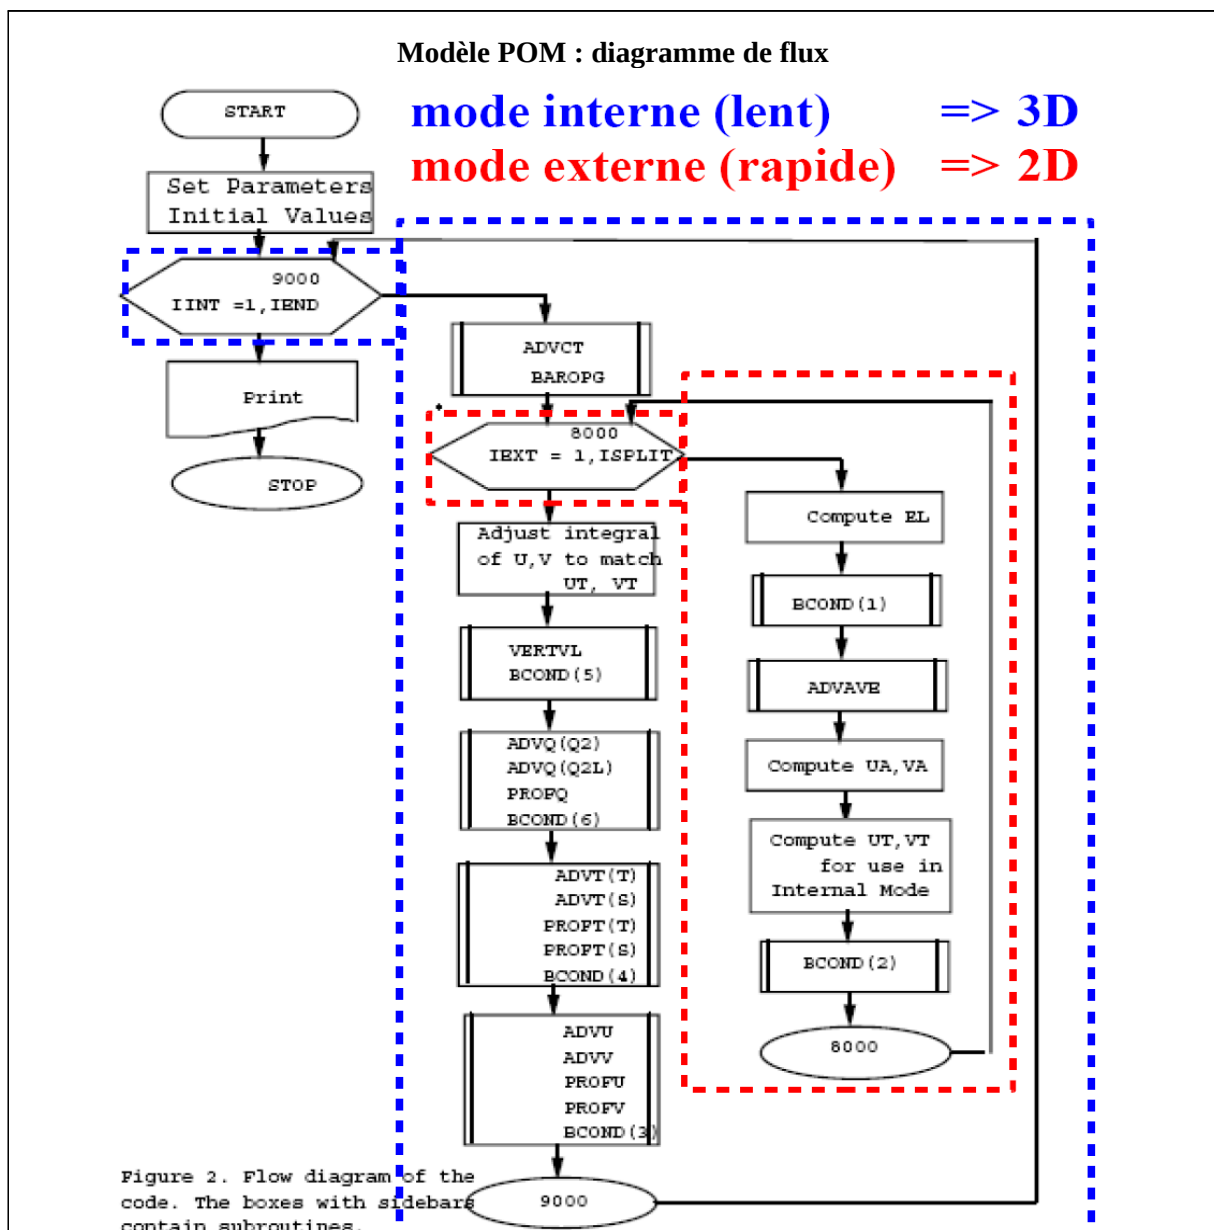 Modèle POM : diagramme de flux
mode interne (lent) => 3D
mode externe (rapide) => 2D
START
Set Parameters
Initial Values
9000
IINT =1,IEND
Print
STOP
ADVCT
BAROPG
8000
IEXT = 1,ISPLIT
Adjust integral
of U,V to match
UT, VT
VERTVL
BCOND(5)
ADVQ(Q2)
ADVQ(Q2L)
PROFQ
BCOND(6)
ADVT(T)
ADVT(S)
PROFT(T)
PROFT(S)
BCOND(4)
ADVU
ADVV
PROFU
PROFV
BCOND(3)
9000
Compute EL
BCOND(1)
ADVAVE
Compute UA,VA
Compute UT,VT
for use in
Internal Mode
BCOND(2)
8000
Figure 2. Flow diagram of the
code. The boxes with sidebars
contain subroutines.